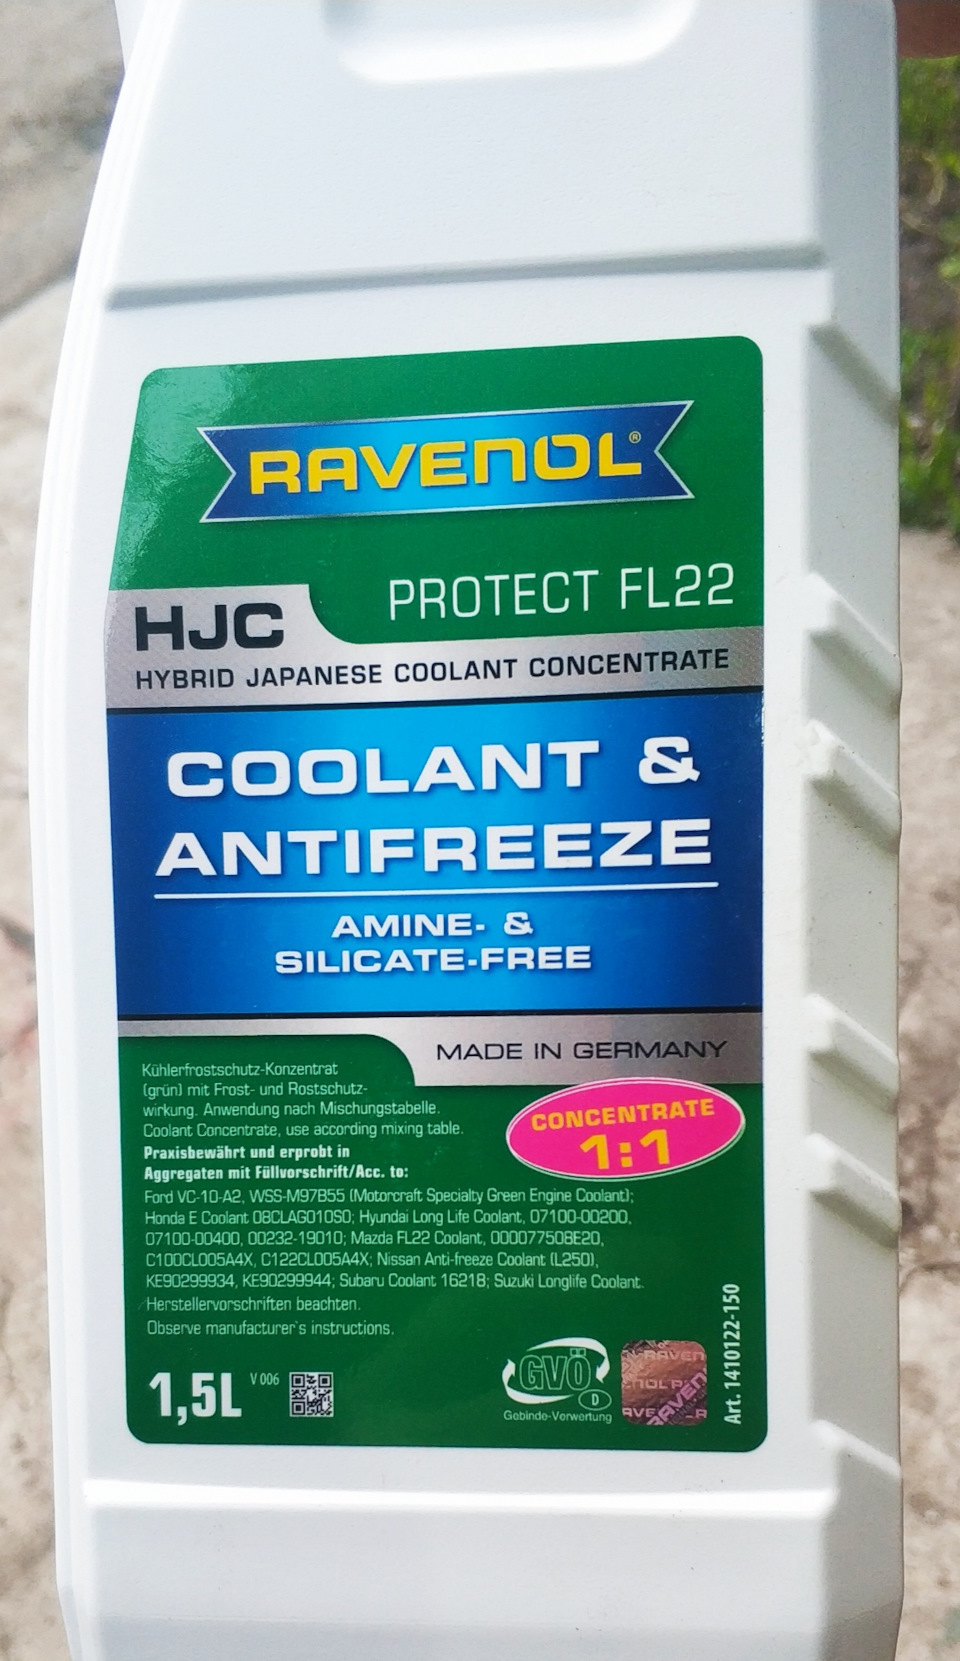 RAVENOL®
PROTECT FL22
HJC
HYBRID JAPANESE COOLANT CONCENTRATE
COOLANT &
ANTIFREEZE
AMINE- &
SILICATE-FREE
MADE IN GERMANY
Kühlerfrostschutz-Konzentrat
(grün) mit Frost- und Rostschutz-
wirkung. Anwendung nach Mischungstabelle.
Coolant Concentrate, use according mixing table.
CONCENTRATE
1:1
Praxisbewährt und erprobt in
Aggregaten mit Füllvorschrift/Acc. to:
Ford VC-10-A2, WSS-M97B55 (Motorcraft Specialty Green Engine Coolant);
Honda E Coolant 08CLAG010S0; Hyundai Long Life Coolant, 07100-00200,
07100-00400, 00232-19010; Mazda FL22 Coolant, 000077508E20,
C100CL005A4X, C122CL005A4X; Nissan Anti-freeze Coolant (L250),
KE90299934, KE90299944; Subaru Coolant 16218; Suzuki Longlife Coolant.
Herstellervorschriften beachten.
Observe manufacturer`s instructions.
1,5L
V 006
GVÖ
D
Gebinde-Verwertung
Art. 1410122-150